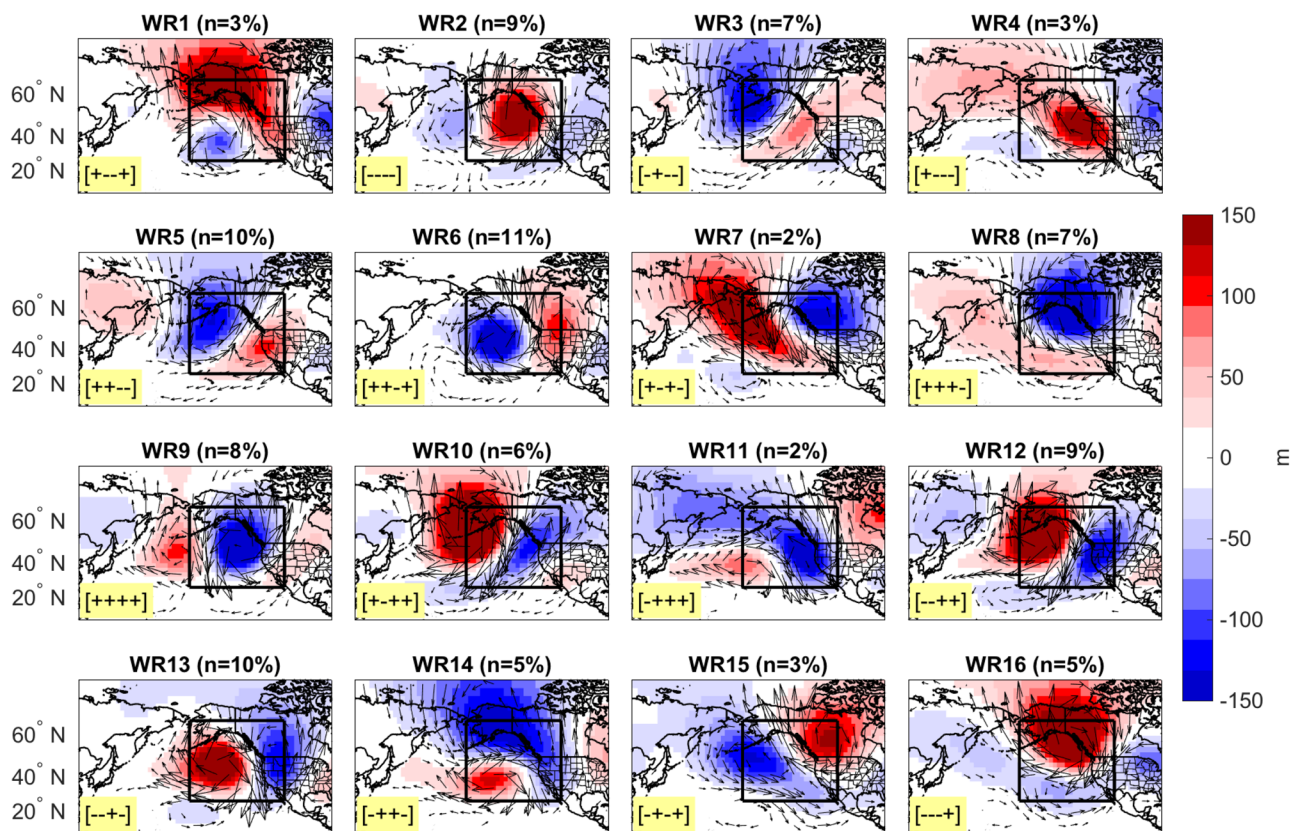 WR1 (n=3%) WR2 (n=9%) WR3 (n=7%) WR4 (n=3%)
60° N
40° N
20° N
[+--+] [----] [-+--] [+---]
WR5 (n=10%) WR6 (n=11%) WR7 (n=2%) WR8 (n=7%)
60° N
40° N
20° N
[++--] [++-+] [+-+-] [+++-]
WR9 (n=8%) WR10 (n=6%) WR11 (n=2%) WR12 (n=9%)
60° N
40° N
20° N
[++++] [+-++] [-+++] [--++]
WR13 (n=10%) WR14 (n=5%) WR15 (n=3%) WR16 (n=5%)
60° N
40° N
20° N
[--+-] [-++-] [-+-+] [---+]
150
100
50
0
-50
-100
-150
m